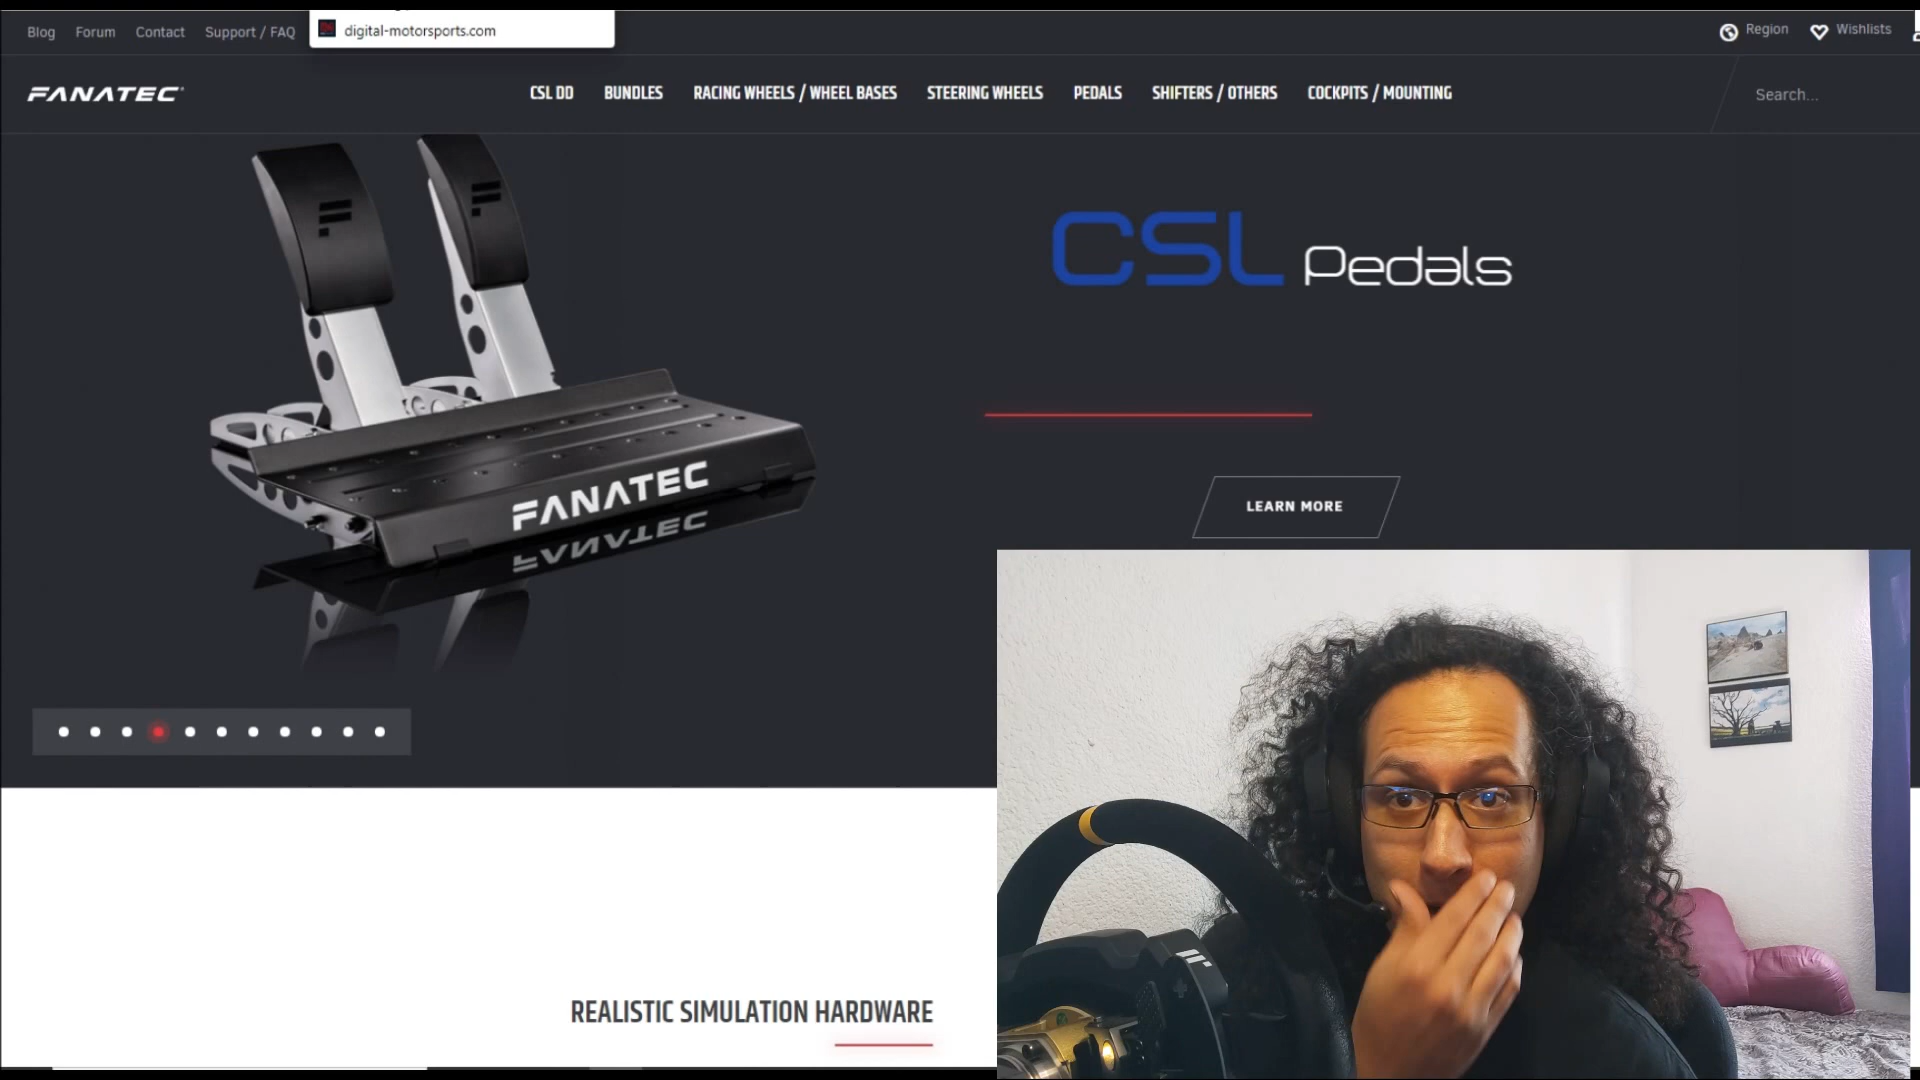 digital-motorsports.com
Blog Forum Contact Support / FAQ
Region Wishlists
FANATEC
CSL DD BUNDLES RACING WHEELS / WHEEL BASES STEERING WHEELS PEDALS SHIFTERS / OTHERS COCKPITS / MOUNTING
Search...
CSL Pedals
FANATEC
LEARN MORE
REALISTIC SIMULATION HARDWARE